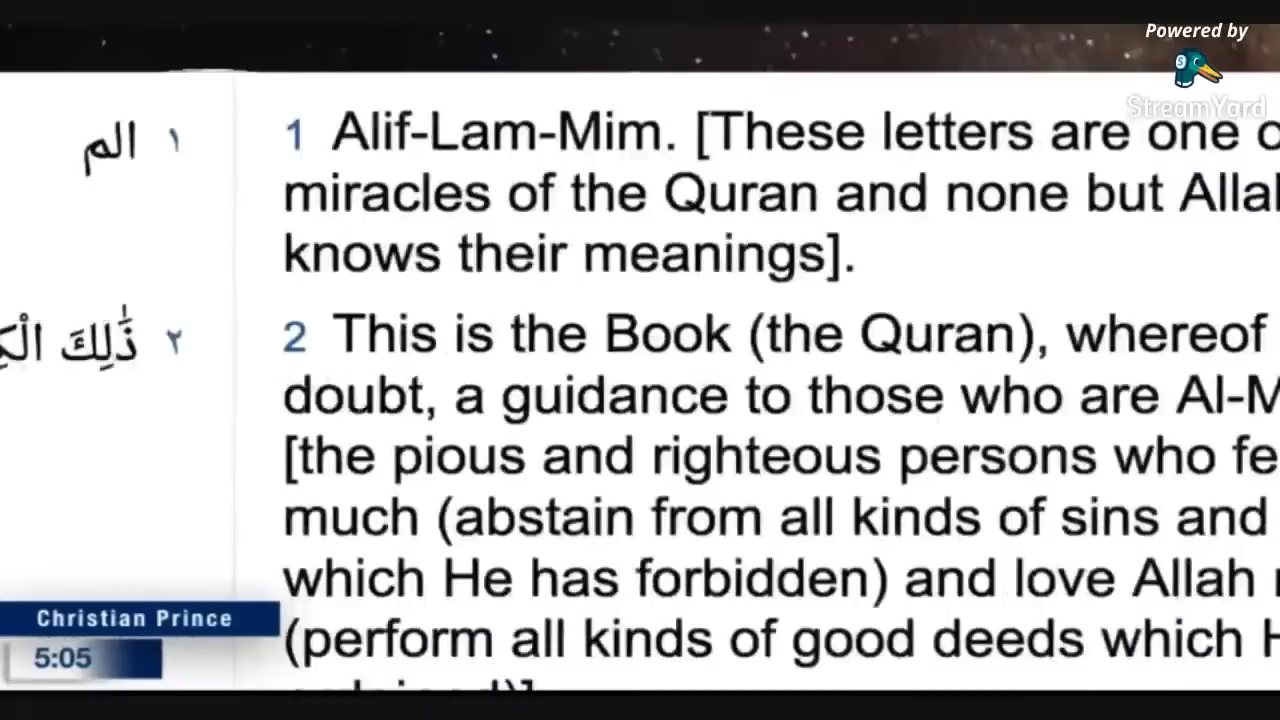 Powered by
StreamYard
الم ١
1 Alif-Lam-Mim. [These letters are one
miracles of the Quran and none but
knows their meanings].
ذَٰلِكَ ٢
2 This is the Book (the Quran), whereof
doubt, a guidance to those who are
[the pious and righteous persons who
much (abstain from all kinds of sins and
which He has forbidden) and love Allah
(perform all kinds of good deeds which
Christian Prince
5:05